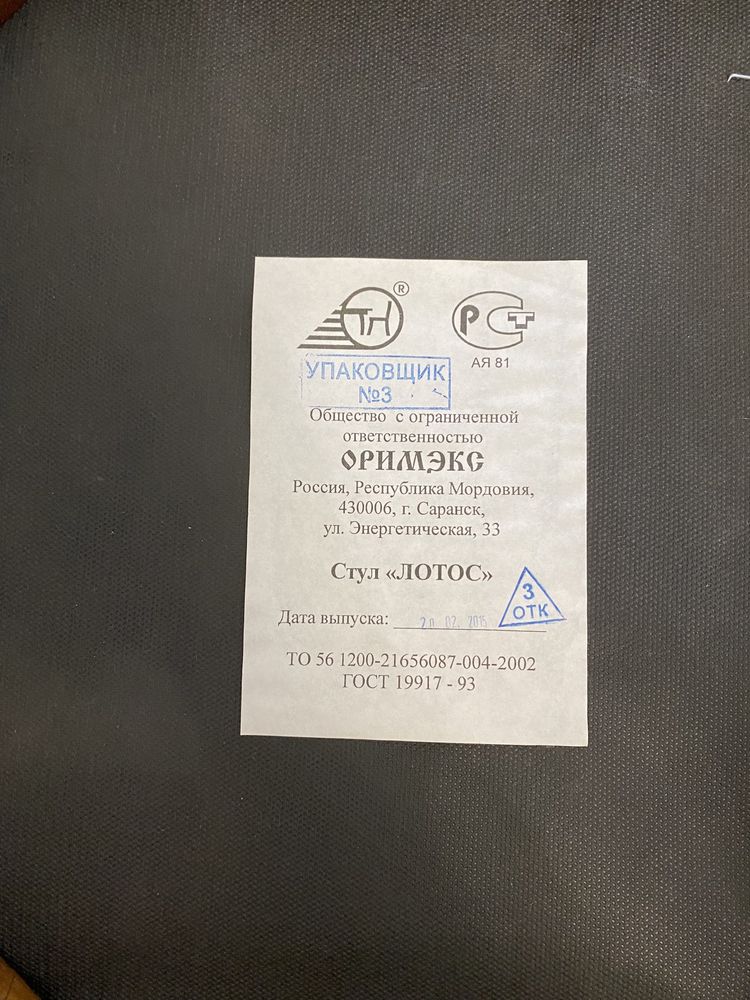 ТН ®
РСТ
АЯ 81
УПАКОВЩИК
№3
Общество с ограниченной
ответственностью
ОРИМЭКС
Россия, Республика Мордовия,
430006, г. Саранск,
ул. Энергетическая, 33
Стул «ЛОТОС»
3
ОТК
Дата выпуска: 20 02. 2015
ТО 56 1200-21656087-004-2002
ГОСТ 19917 - 93